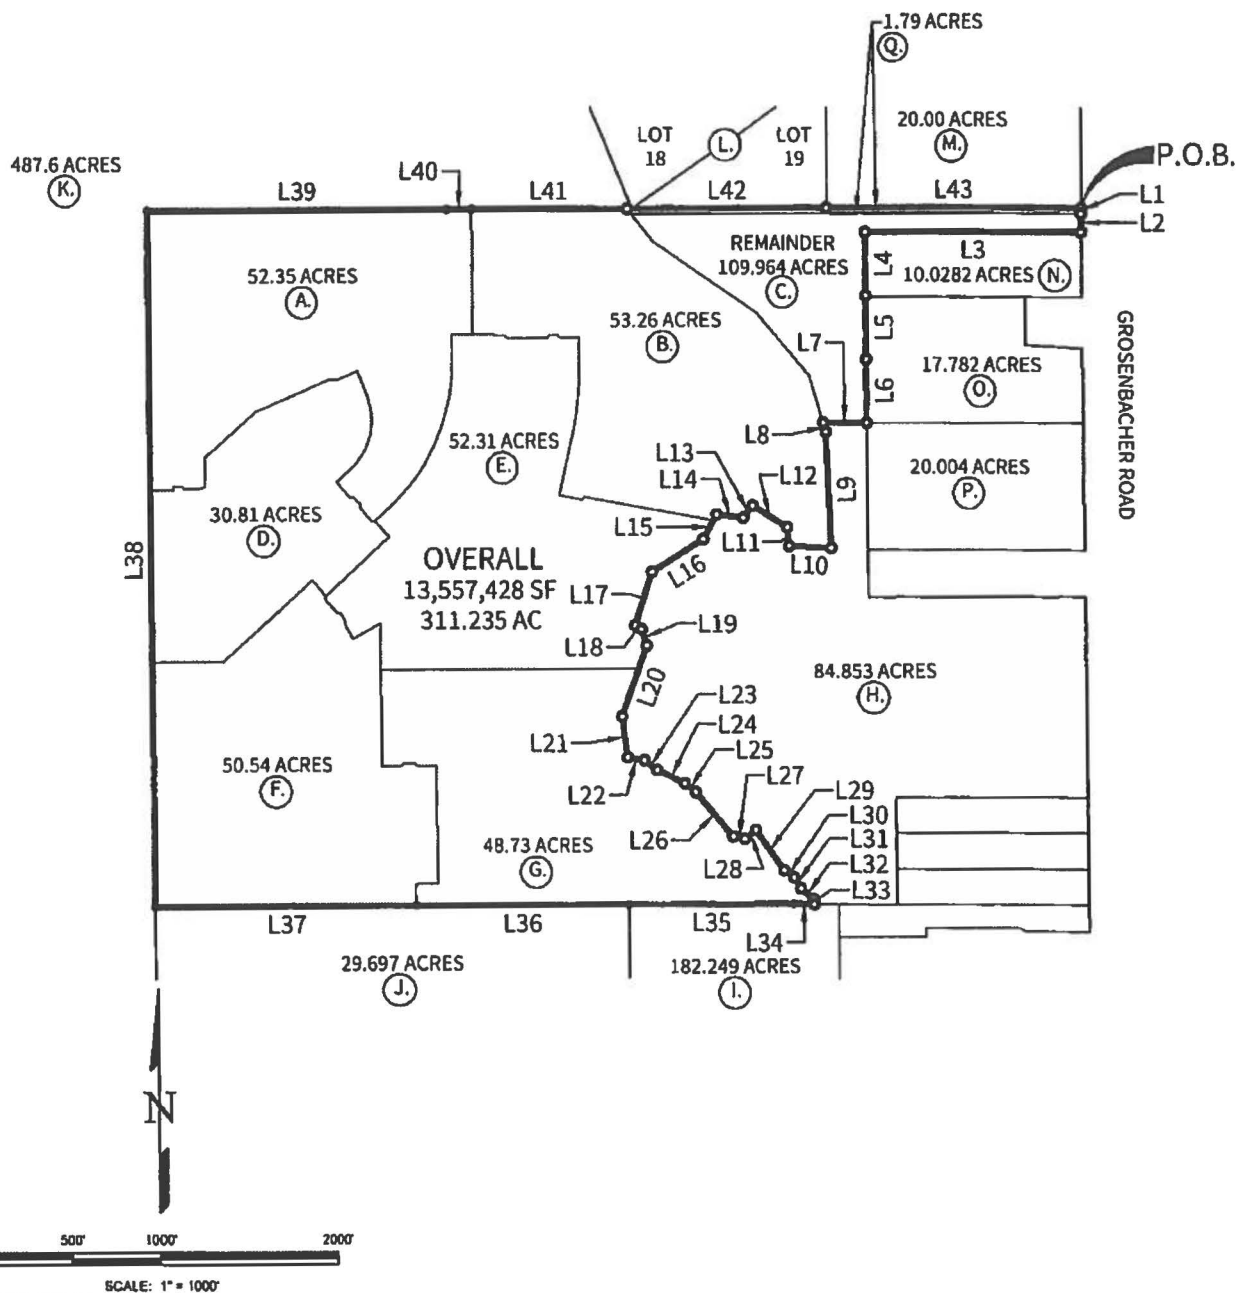 1.79 ACRES
Q.
20.00 ACRES
M.
LOT
18
L.
LOT
19
P.O.B.
487.6 ACRES
K.
L39
L40
L41
L42
L43
L1
L2
REMAINDER
109.964 ACRES
C.
L4
L3
10.0282 ACRES N.
52.35 ACRES
A.
53.26 ACRES
B.
L5
L7
L6
17.782 ACRES
O.
GROSENBACHER ROAD
L8
52.31 ACRES
E.
L13
L14
L12
L9
20.004 ACRES
P.
30.81 ACRES
D.
L15
L11
L10
L38
OVERALL
13,557,428 SF
311.235 AC
L16
L17
L18
L19
L20
84.853 ACRES
H.
L21
L23
L24
L25
L27
L22
50.54 ACRES
F.
L26
L28
L29
L30
L31
L32
L33
48.73 ACRES
G.
L37
L36
L35
L34
29.697 ACRES
J.
182.249 ACRES
I.
N
500' 1000' 2000'
SCALE: 1" = 1000'